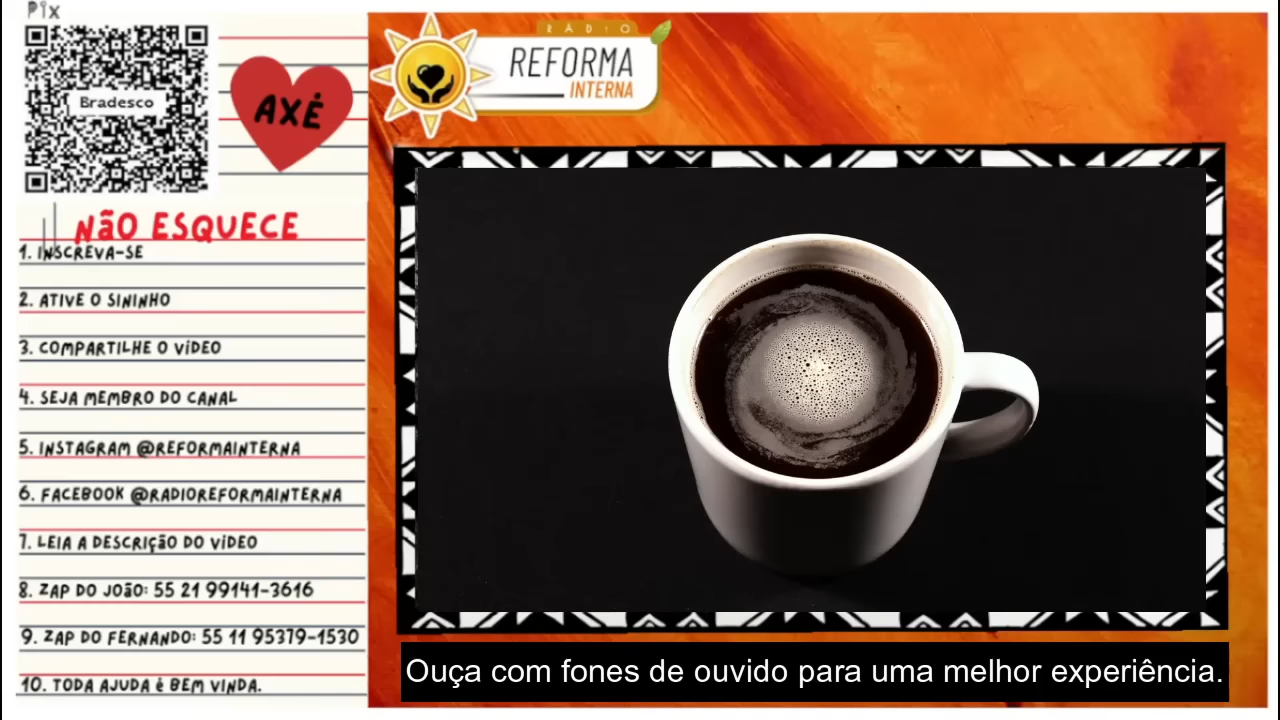 Pix
Bradesco
AXÉ
NÃO ESQUECE
1. INSCREVA-SE
2. ATIVE O SININHO
3. COMPARTILHE O VÍDEO
4. SEJA MEMBRO DO CANAL
5. INSTAGRAM @REFORMAINTERNA
6. FACEBOOK @RADIOREFORMAINTERNA
7. LEIA A DESCRIÇÃO DO VÍDEO
8. ZAP DO JOÃO: 55 21 99141-3616
9. ZAP DO FERNANDO: 55 11 95379-1530
10. TODA AJUDA É BEM VINDA.
RÁDIO
REFORMA
INTERNA
Ouça com fones de ouvido para uma melhor experiência.